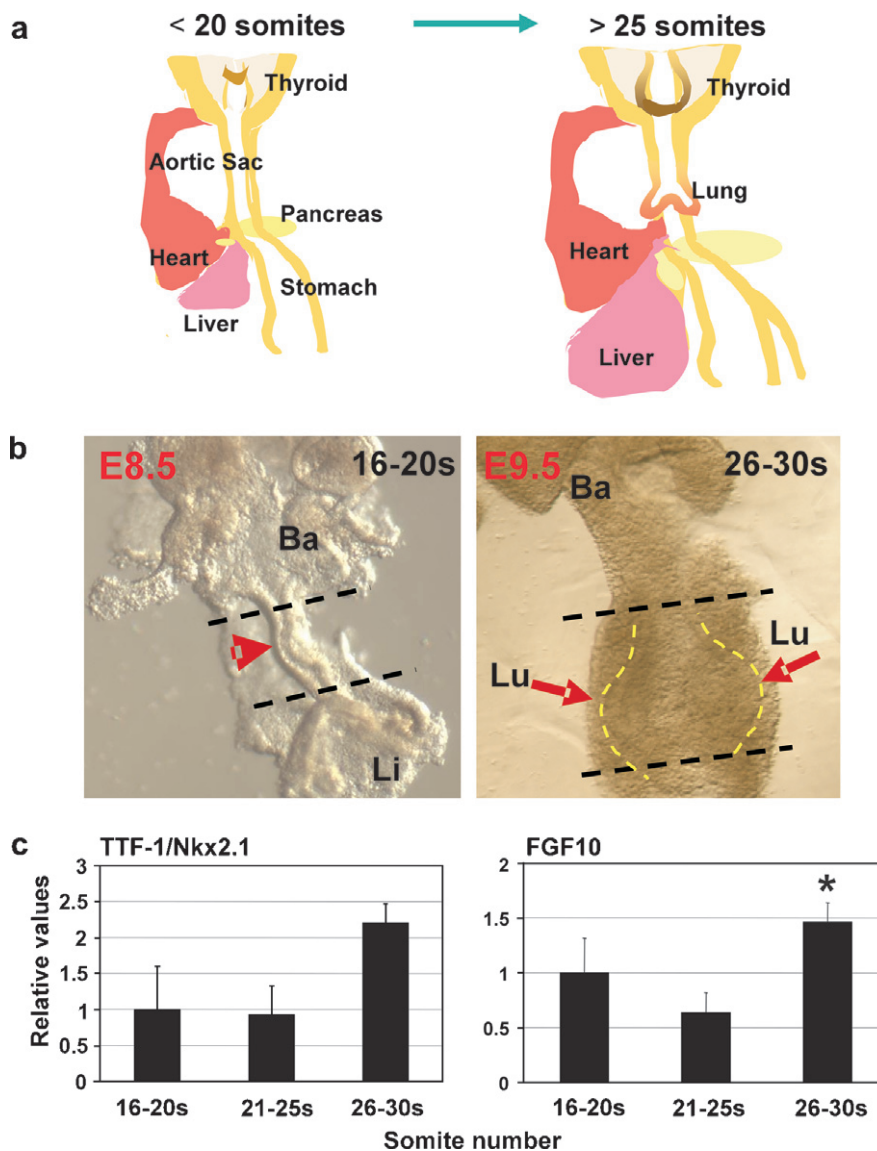 a
< 20 somites
> 25 somites
Thyroid
Aortic Sac
Pancreas
Heart
Stomach
Liver
Thyroid
Lung
Heart
Liver
b
E8.5
16-20s
Ba
Li
E9.5
26-30s
Ba
Lu
Lu
c
TTF-1/Nkx2.1
Relative values
3
2.5
2
1.5
1
0.5
0
16-20s
21-25s
26-30s
FGF10
2
1.5
1
0.5
0
*
16-20s
21-25s
26-30s
Somite number